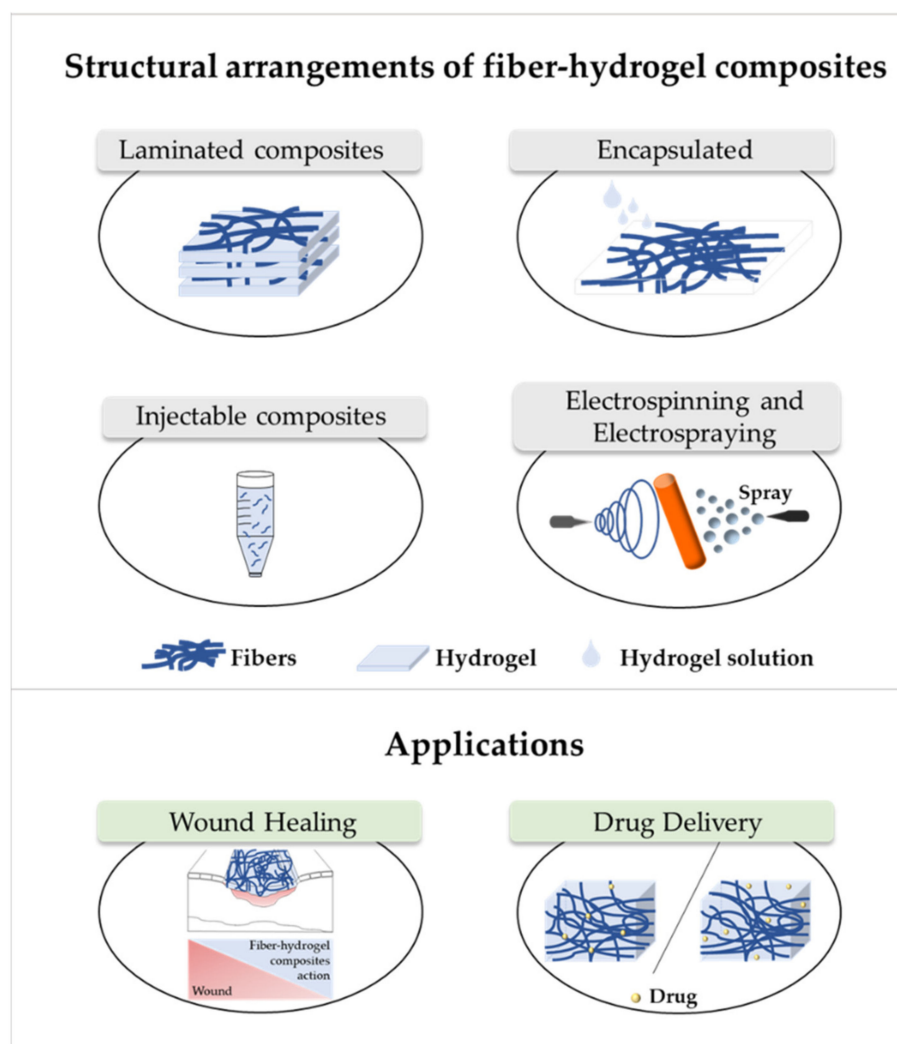 Structural arrangements of fiber-hydrogel composites
Laminated composites
Encapsulated
Injectable composites
Electrospinning and
Electrospraying
Spray
Fibers
Hydrogel
Hydrogel solution
Applications
Wound Healing
Drug Delivery
Fiber-hydrogel
composites
action
Wound
Drug